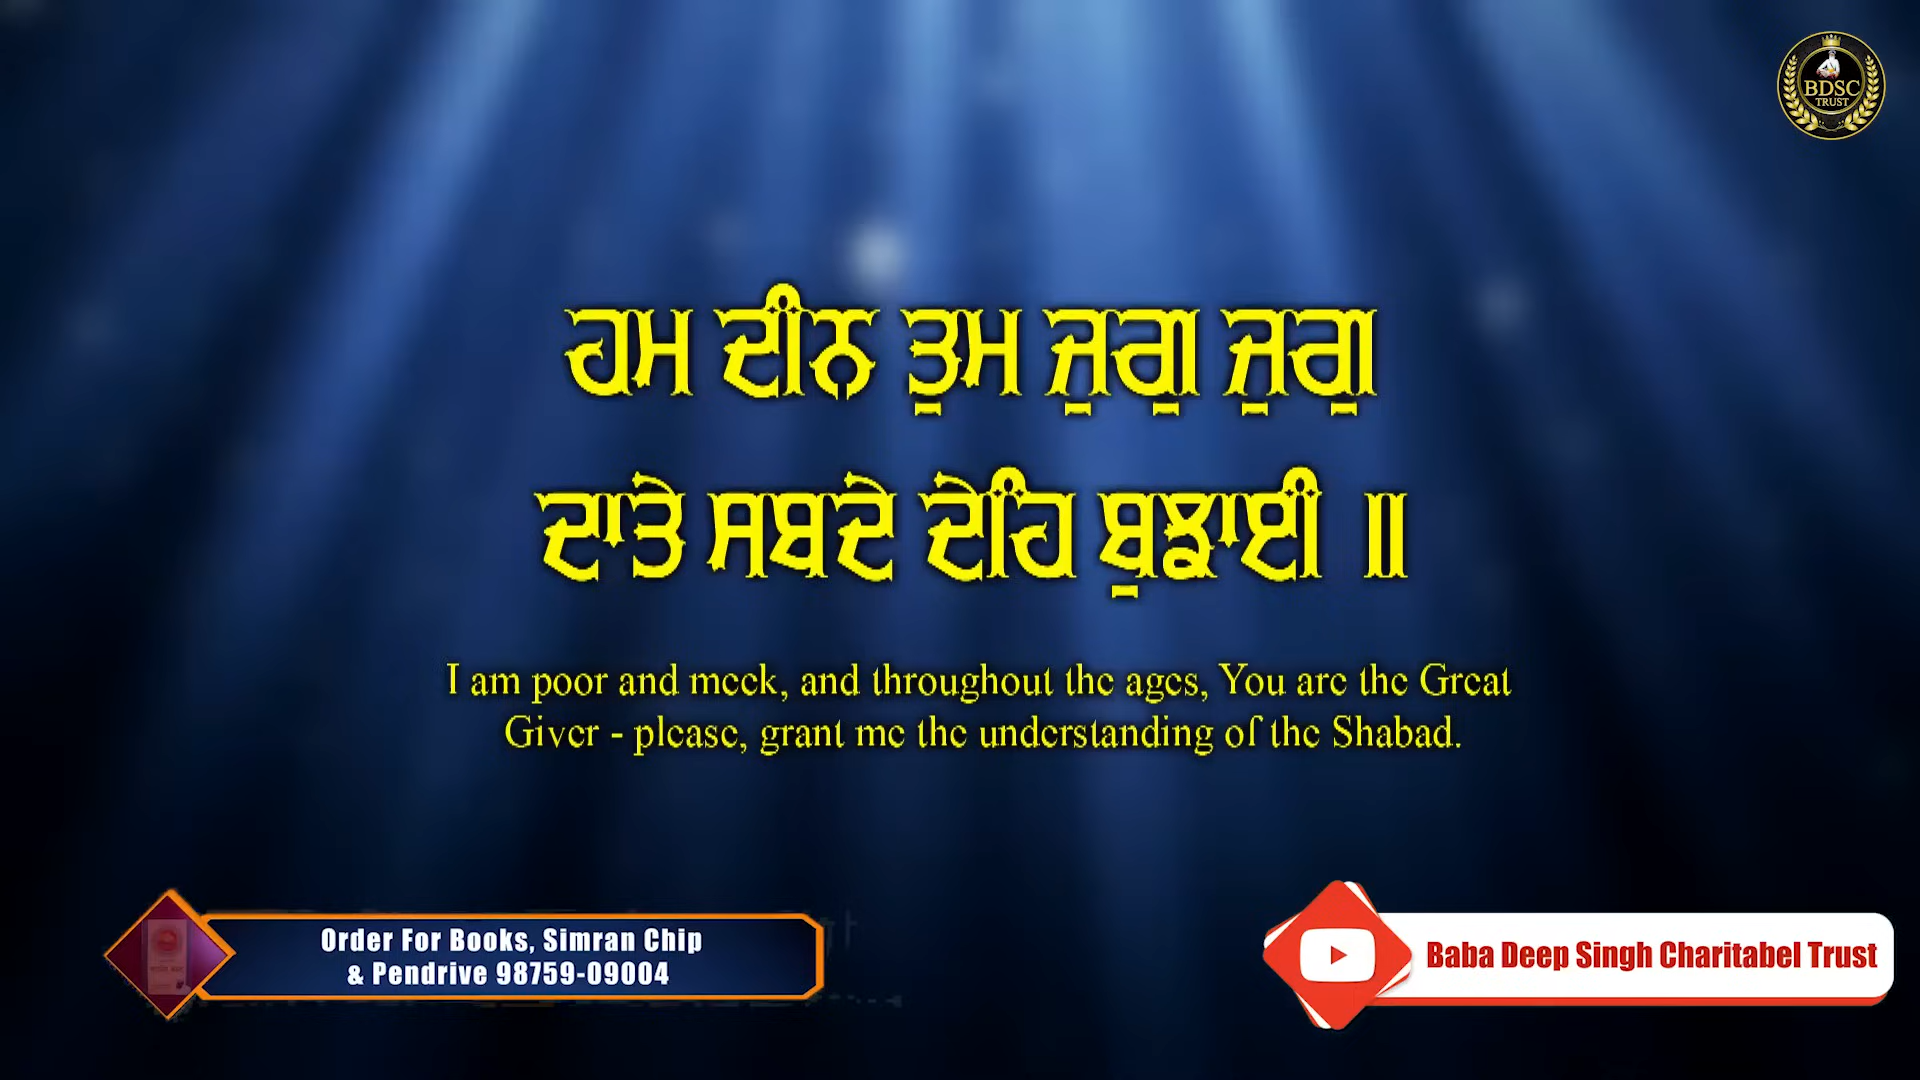 BDSC
TRUST
ਹਮ ਦੀਨ ਤੁਮ ਜੁਗੁ ਜੁਗੁ
ਦਾਤੇ ਸਬਦੇ ਦੇਹਿ ਬੁਝਾਈ ॥
I am poor and meek, and throughout the ages, You are the Great
Giver - please, grant me the understanding of the Shabad.
Order For Books, Simran Chip
& Pendrive 98759-09004
Baba Deep Singh Charitabel Trust